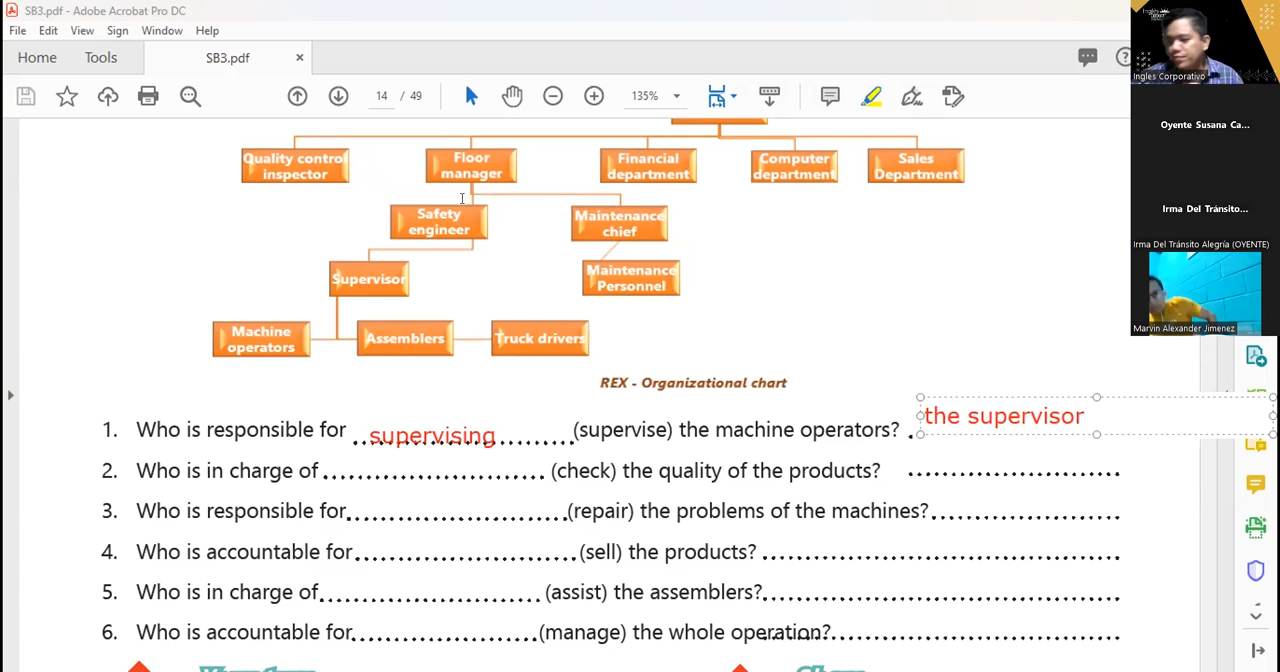 SB3.pdf - Adobe Acrobat Pro DC
File Edit View Sign Window Help
Home Tools SB3.pdf ×
14 / 49 135%
Quality control inspector
Floor manager
Financial department
Computer department
Sales Department
Safety engineer
Maintenance chief
Supervisor
Maintenance Personnel
Machine operators
Assemblers
Truck drivers
REX - Organizational chart
1. Who is responsible for supervising (supervise) the machine operators? the supervisor
2. Who is in charge of (check) the quality of the products?
3. Who is responsible for (repair) the problems of the machines?
4. Who is accountable for (sell) the products?
5. Who is in charge of (assist) the assemblers?
6. Who is accountable for (manage) the whole operation?
Ingles Corporativo
Oyente Susana Ca...
Irma Del Tránsito...
Irma Del Tránsito Alegría (OYENTE)
Marvin Alexander Jimenez